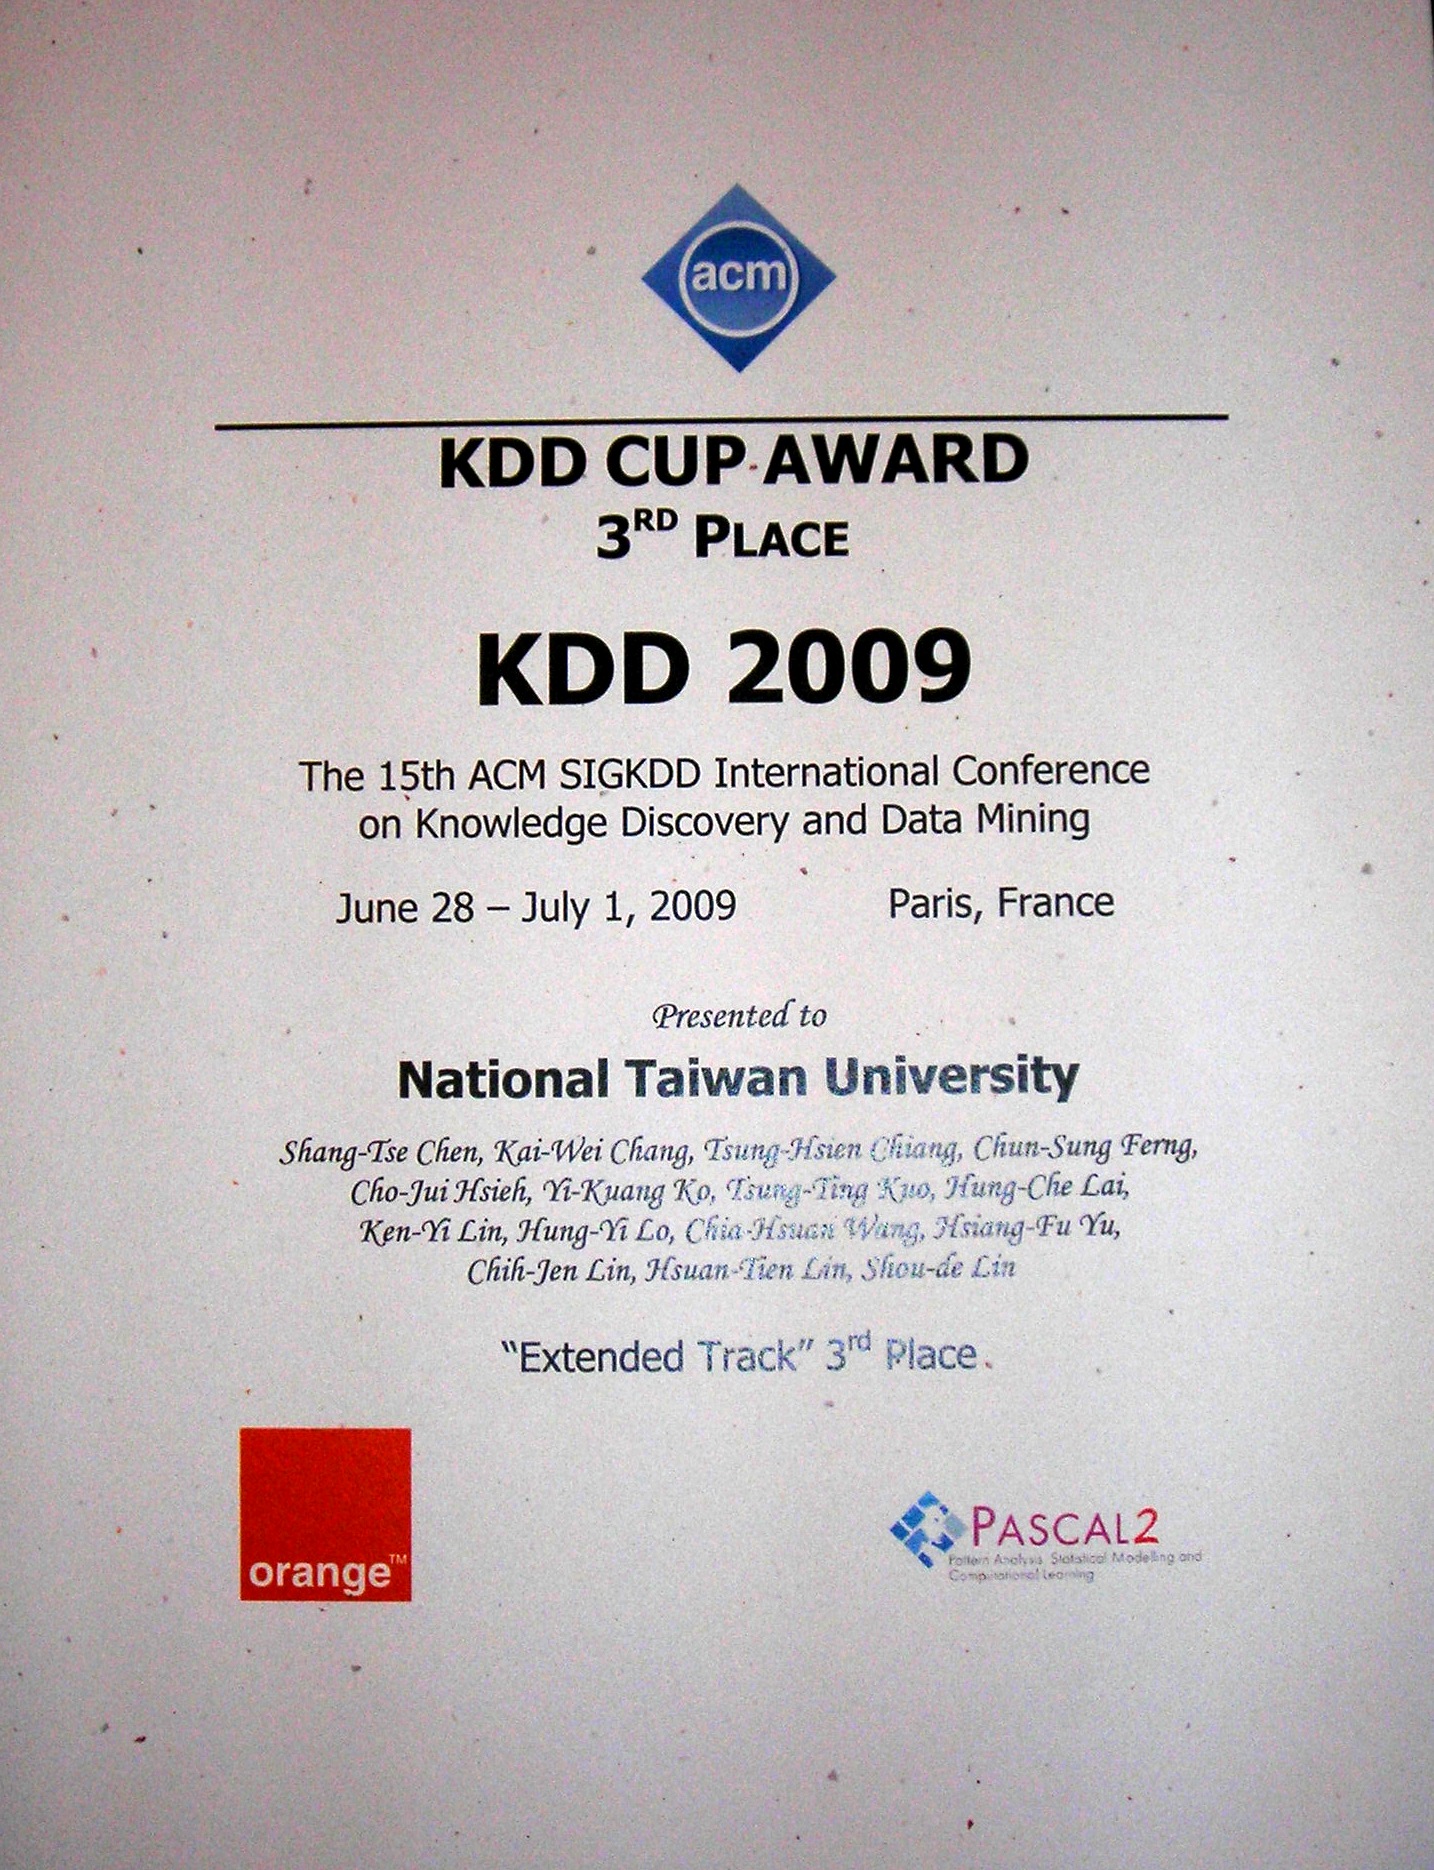 acm
KDD CUP AWARD
3RD PLACE
KDD 2009
The 15th ACM SIGKDD International Conference
on Knowledge Discovery and Data Mining
June 28 – July 1, 2009 Paris, France
Presented to
National Taiwan University
Shang-Tse Chen, Kai-Wei Chang, Tsung-Hsien Chiang, Chun-Sung Ferng,
Cho-Jui Hsieh, Yi-Kuang Ko, Tsung-Ting Kuo, Hung-Che Lai,
Ken-Yi Lin, Hung-Yi Lo, Chia-Hsuan Wang, Hsiang-Fu Yu,
Chih-Jen Lin, Hsuan-Tien Lin, Shou-de Lin
“Extended Track” 3rd Place
orange™
PASCAL2
Pattern Analysis, Statistical Modelling and
Computational Learning